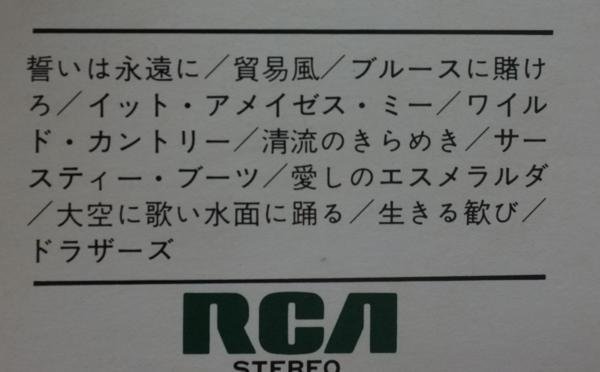 誓いは永遠に/貿易風/ブルースに賭け
ろ/イット・アメイゼス・ミー/ワイル
ド・カントリー/清流のきらめき/サー
スティー・ブーツ/愛しのエスメラルダ
/大空に歌い水面に踊る/生きる歓び/
ドラザーズ
RCA
STEREO